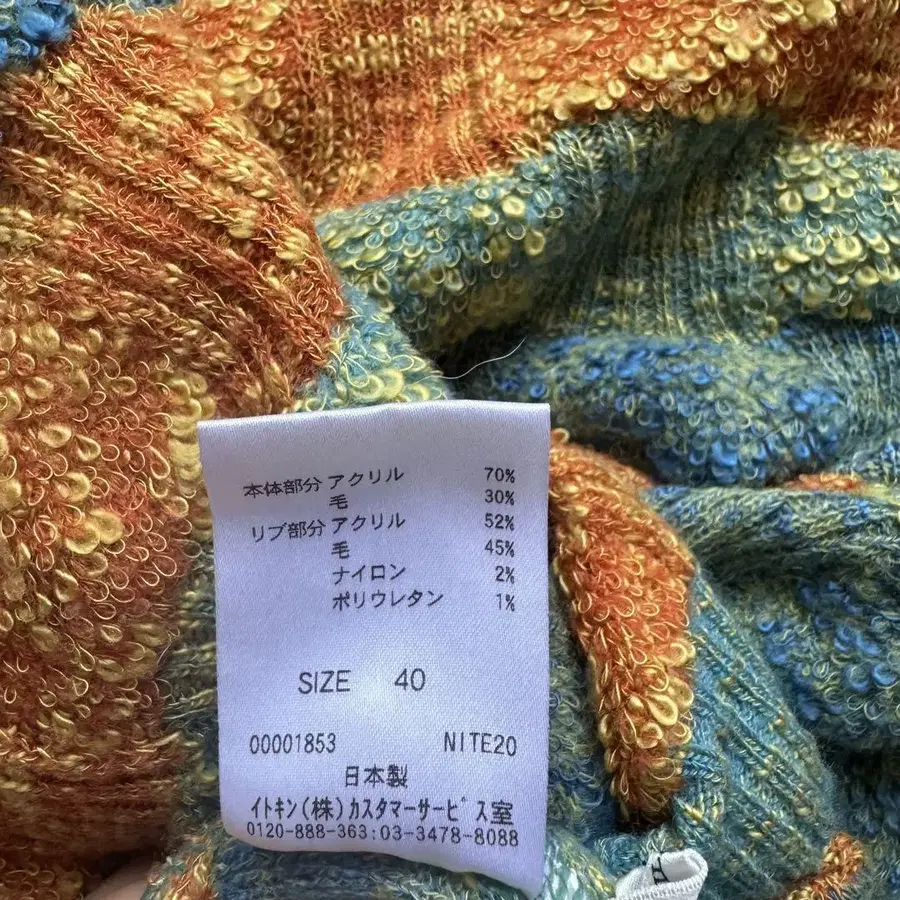 本体部分 アクリル 70%
毛 30%
リブ部分 アクリル 52%
毛 45%
ナイロン 2%
ポリウレタン 1%
SIZE 40
00001853 NITE20
日本製
イトキン(株)カスタマーサービス室
0120-888-363:03-3478-8088